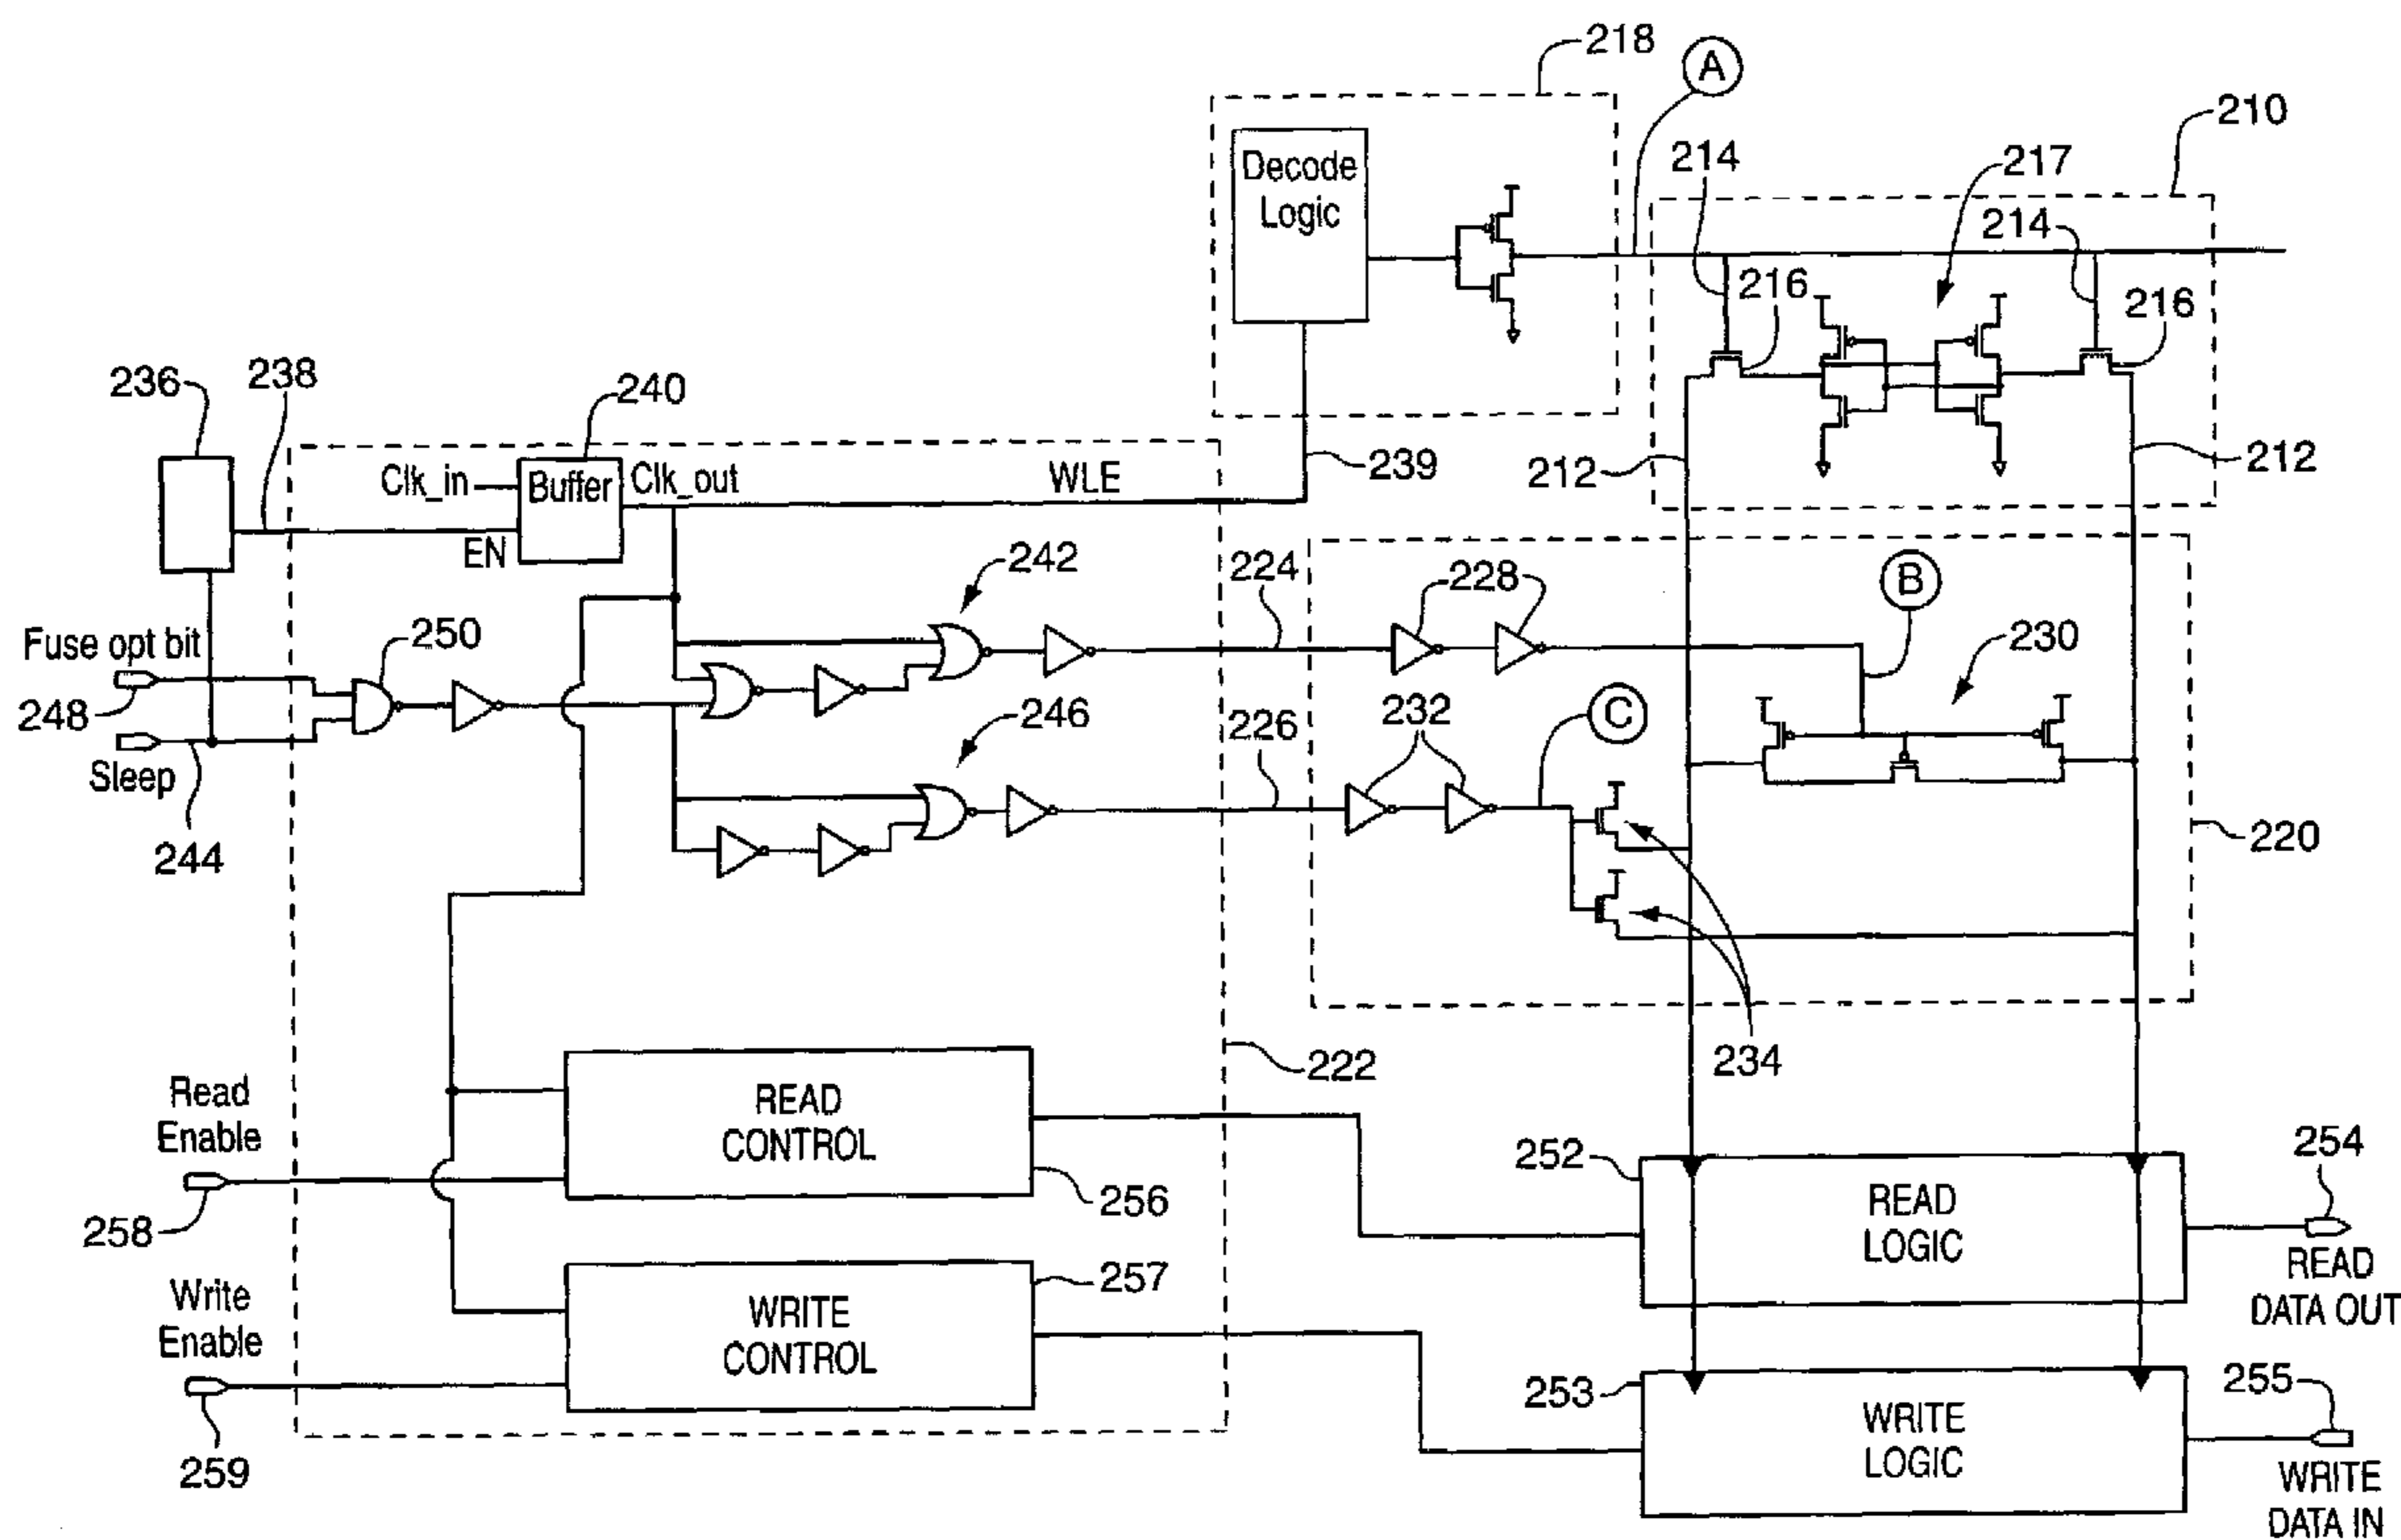 218
A
210
Decode
Logic
214
217
214
216
216
236
238
240
Clk_in
Buffer
Clk_out
WLE
239
212
212
EN
242
224
228
B
Fuse opt bit
250
230
248
246
226
232
C
Sleep
244
220
234
222
Read
Enable
READ
CONTROL
252
READ
LOGIC
254
256
258
READ
DATA OUT
Write
Enable
257
WRITE
CONTROL
253
WRITE
LOGIC
255
259
WRITE
DATA IN